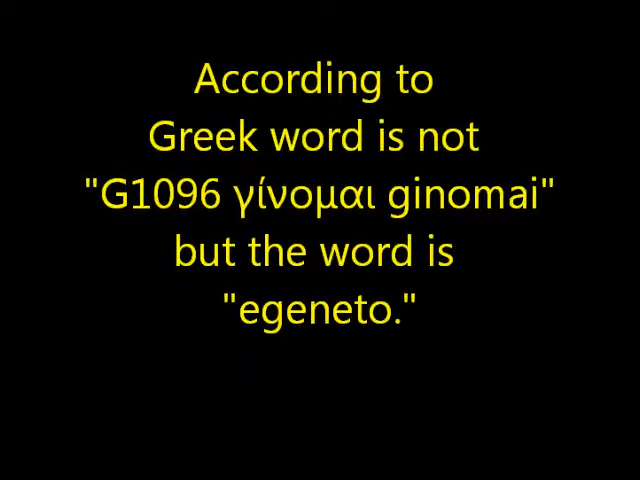 According to
Greek word is not
"G1096 γίνομαι ginomai"
but the word is
"egeneto."